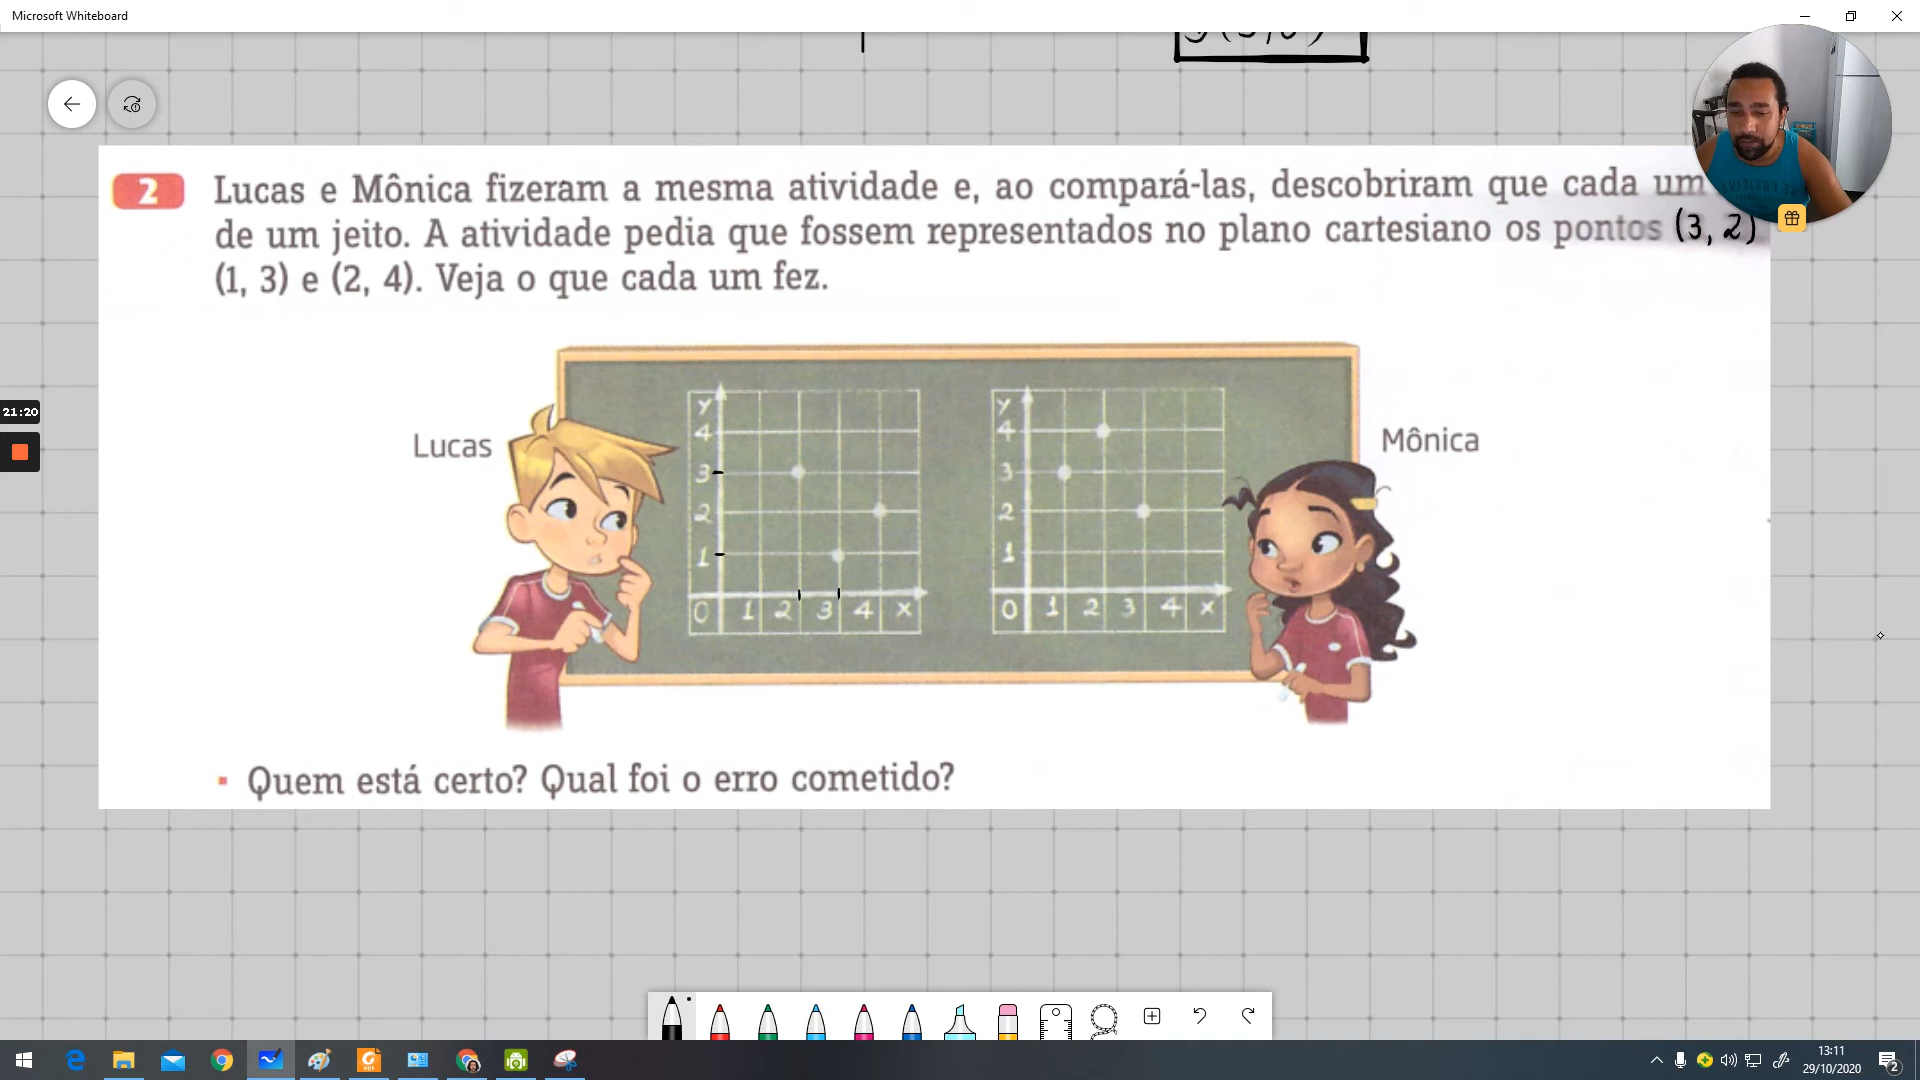 Microsoft Whiteboard
2 Lucas e Mônica fizeram a mesma atividade e, ao compará-las, descobriram que cada um
de um jeito. A atividade pedia que fossem representados no plano cartesiano os pontos (3, 2)
(1, 3) e (2, 4). Veja o que cada um fez.
21:20
Lucas
Mônica
y
4
3
2
1
0 1 2 3 4 x
y
4
3
2
1
0 1 2 3 4 x
Quem está certo? Qual foi o erro cometido?
13:11
29/10/2020
2